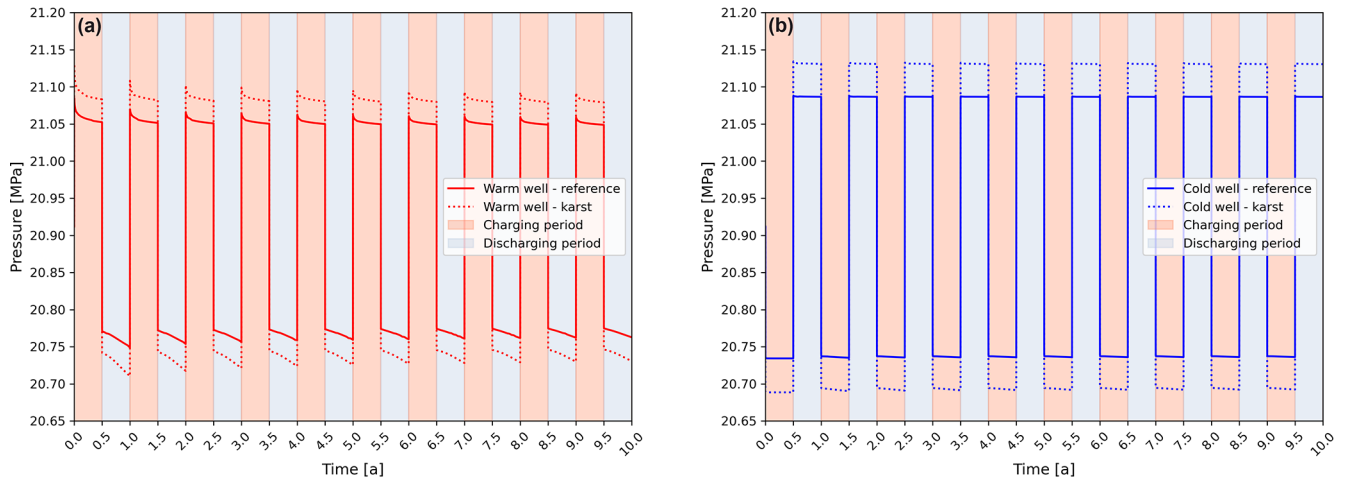 (a)
21.20
21.15
21.10
21.05
21.00
20.95
20.90
20.85
20.80
20.75
20.70
20.65
Pressure [MPa]
Warm well - reference
Warm well - karst
Charging period
Discharging period
0.0 0.5 1.0 1.5 2.0 2.5 3.0 3.5 4.0 4.5 5.0 5.5 6.0 6.5 7.0 7.5 8.0 8.5 9.0 9.5 10.0
Time [a]
(b)
21.20
21.15
21.10
21.05
21.00
20.95
20.90
20.85
20.80
20.75
20.70
20.65
Pressure [MPa]
Cold well - reference
Cold well - karst
Charging period
Discharging period
0.0 0.5 1.0 1.5 2.0 2.5 3.0 3.5 4.0 4.5 5.0 5.5 6.0 6.5 7.0 7.5 8.0 8.5 9.0 9.5 10.0
Time [a]